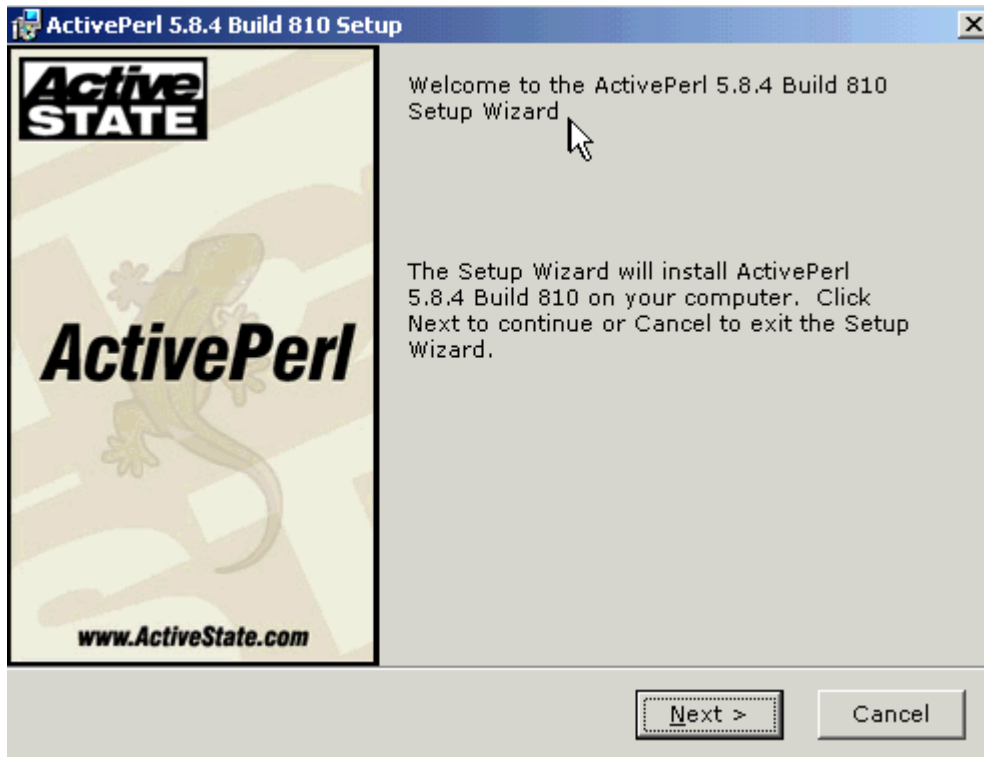 ActivePerl 5.8.4 Build 810 Setup
Active
STATE
ActivePerl
www.ActiveState.com
Welcome to the ActivePerl 5.8.4 Build 810
Setup Wizard
The Setup Wizard will install ActivePerl
5.8.4 Build 810 on your computer.  Click
Next to continue or Cancel to exit the Setup
Wizard.
Next >
Cancel